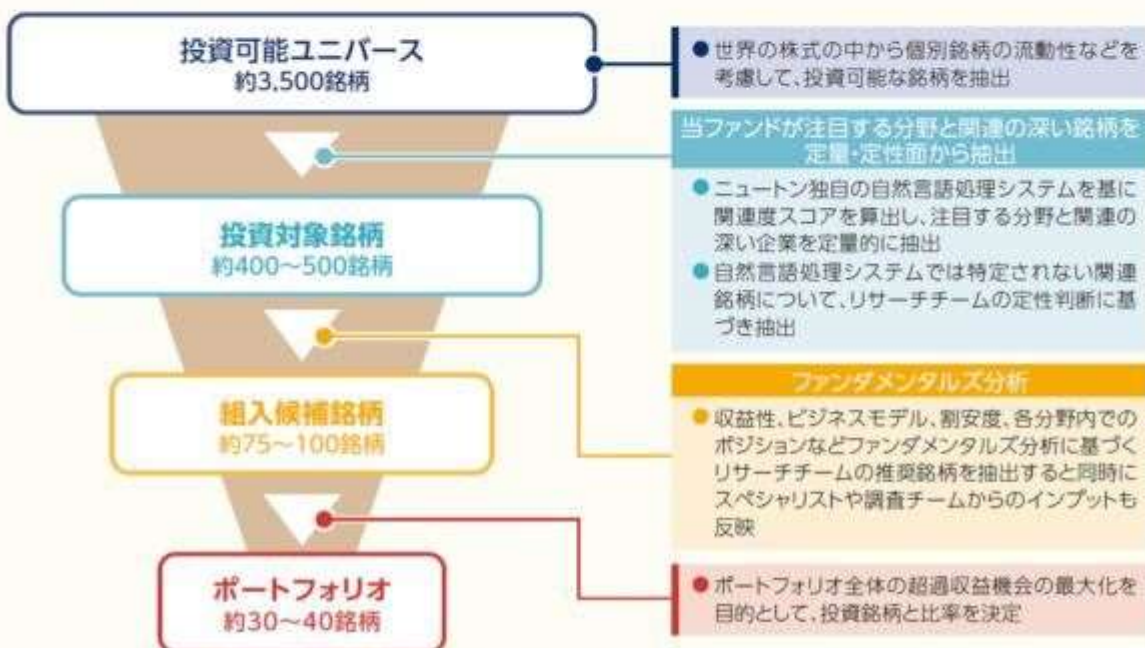 投資可能ユニバース
約3,500銘柄
●世界の株式の中から個別銘柄の流動性などを
考慮して、投資可能な銘柄を抽出
当ファンドが注目する分野と関連の深い銘柄を
定量・定性面から抽出
●ニュートン独自の自然言語処理システムを基に
関連度スコアを算出し、注目する分野と関連の
深い企業を定量的に抽出
●自然言語処理システムでは特定されない関連
銘柄について、リサーチチームの定性判断に基
づき抽出
投資対象銘柄
約400～500銘柄
ファンダメンタルズ分析
●収益性、ビジネスモデル、割安度、各分野内での
ポジションなどファンダメンタルズ分析に基づく
リサーチチームの推奨銘柄を抽出すると同時に
スペシャリストや調査チームからのインプットも
反映
組入候補銘柄
約75～100銘柄
ポートフォリオ
約30～40銘柄
●ポートフォリオ全体の超過収益機会の最大化を
目的として、投資銘柄と比率を決定